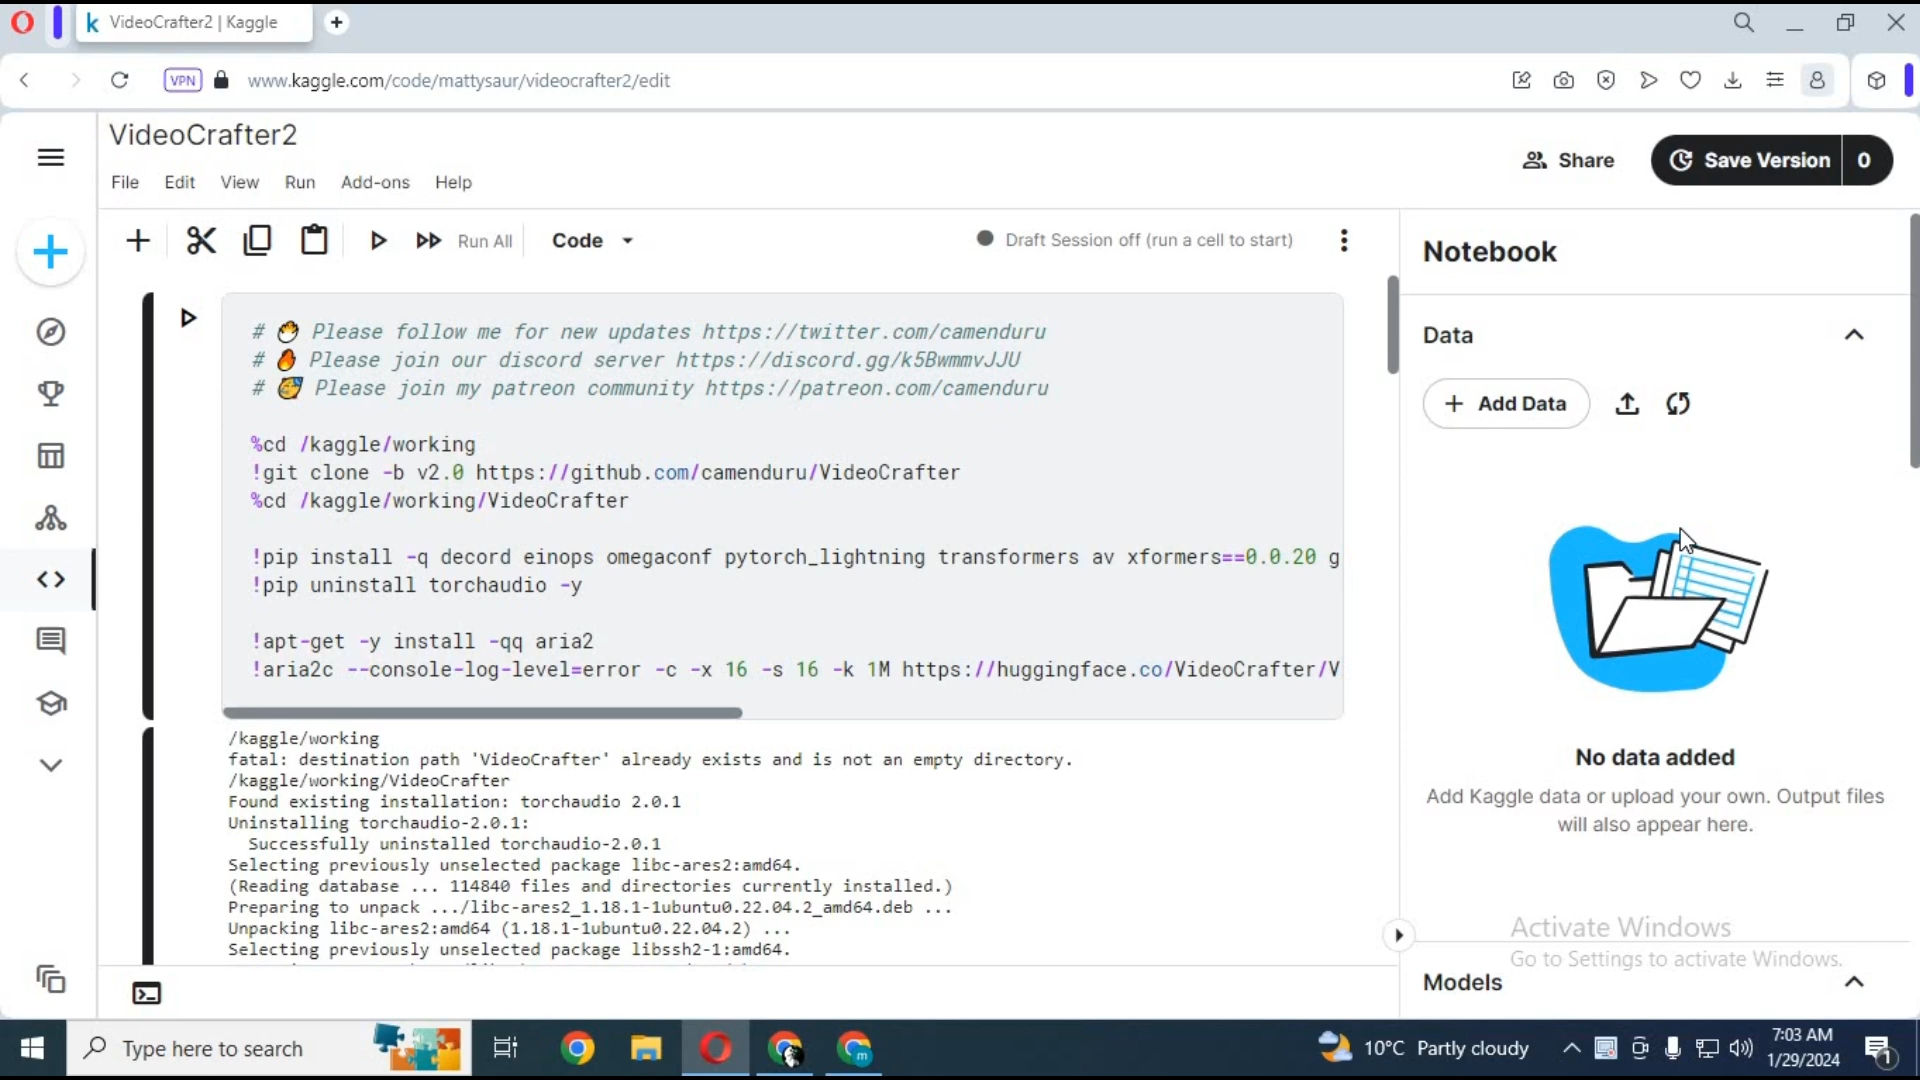 VideoCrafter2 | Kaggle
VPN
www.kaggle.com/code/mattysaur/videocrafter2/edit
VideoCrafter2
File Edit View Run Add-ons Help
Share
Save Version 0
Run All
Code
Draft Session off (run a cell to start)
# Please follow me for new updates https://twitter.com/camenduru
# Please join our discord server https://discord.gg/k5BwmmvJJU
# Please join my patreon community https://patreon.com/camenduru
%cd /kaggle/working
!git clone -b v2.0 https://github.com/camenduru/VideoCrafter
%cd /kaggle/working/VideoCrafter
!pip install -q decord einops omegaconf pytorch_lightning transformers av xformers==0.0.20 g
!pip uninstall torchaudio -y
!apt-get -y install -qq aria2
!aria2c --console-log-level=error -c -x 16 -s 16 -k 1M https://huggingface.co/VideoCrafter/V
/kaggle/working
fatal: destination path 'VideoCrafter' already exists and is not an empty directory.
/kaggle/working/VideoCrafter
Found existing installation: torchaudio 2.0.1
Uninstalling torchaudio-2.0.1:
Successfully uninstalled torchaudio-2.0.1
Selecting previously unselected package libc-ares2:amd64.
(Reading database ... 114840 files and directories currently installed.)
Preparing to unpack .../libc-ares2_1.18.1-1ubuntu0.22.04.2_amd64.deb ...
Unpacking libc-ares2:amd64 (1.18.1-1ubuntu0.22.04.2) ...
Selecting previously unselected package libssh2-1:amd64.
Notebook
Data
+ Add Data
No data added
Add Kaggle data or upload your own. Output files
will also appear here.
Activate Windows
Go to Settings to activate Windows.
Models
Type here to search
10°C Partly cloudy
7:03 AM
1/29/2024
1